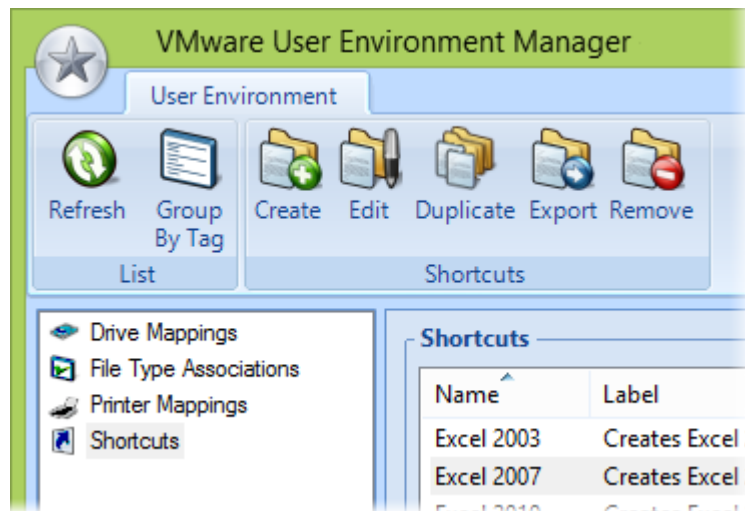 VMware User Environment Manager
User Environment
Refresh
Group
By Tag
Create
Edit
Duplicate
Export
Remove
List
Shortcuts
Drive Mappings
File Type Associations
Printer Mappings
Shortcuts
Shortcuts
Name
Label
Excel 2003
Creates Excel
Excel 2007
Creates Excel